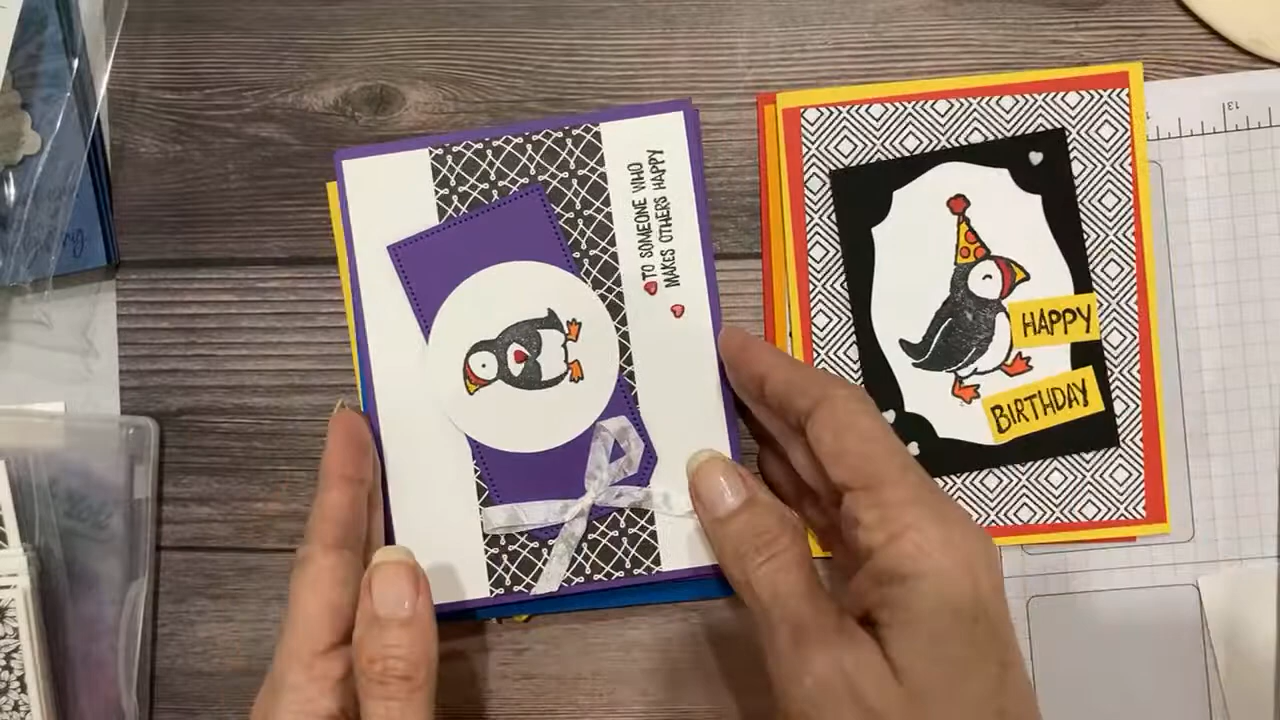 TO SOMEONE WHO
MAKES OTHERS HAPPY
HAPPY
BIRTHDAY
13